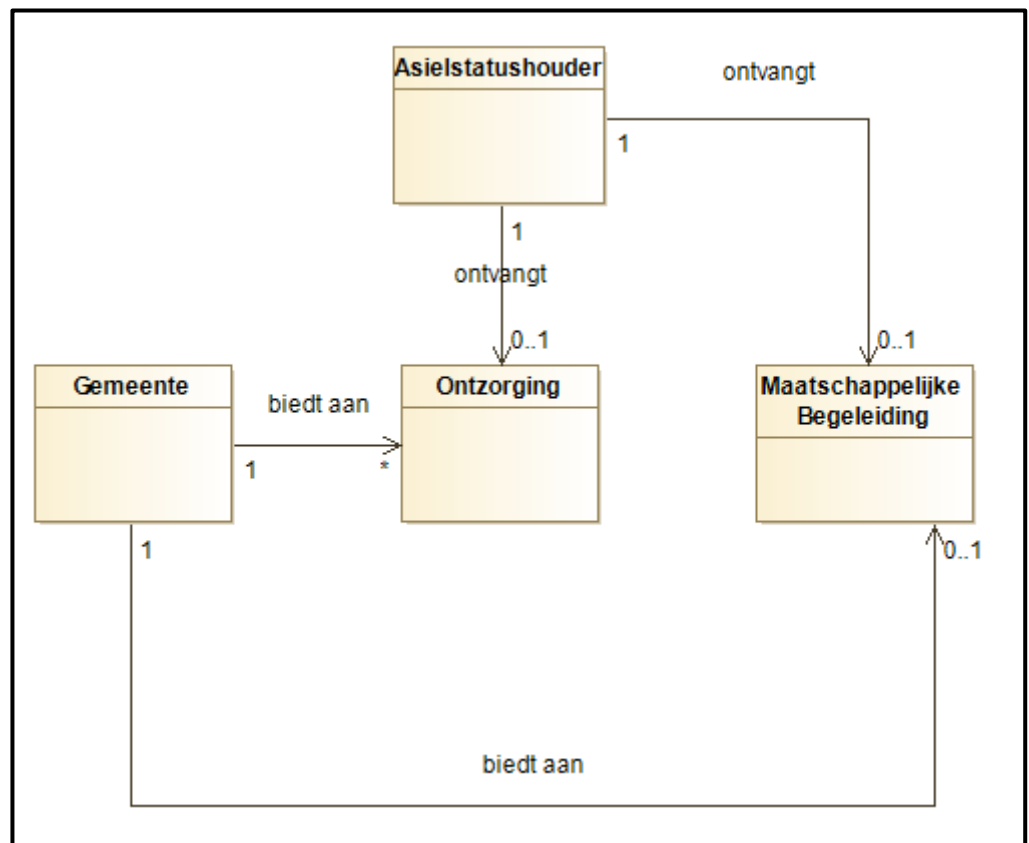 Asielstatushouder
ontvangt
1
1
ontvangt
0..1
0..1
Gemeente
biedt aan
Ontzorging
Maatschappelijke
Begeleiding
1
*
1
0..1
biedt aan